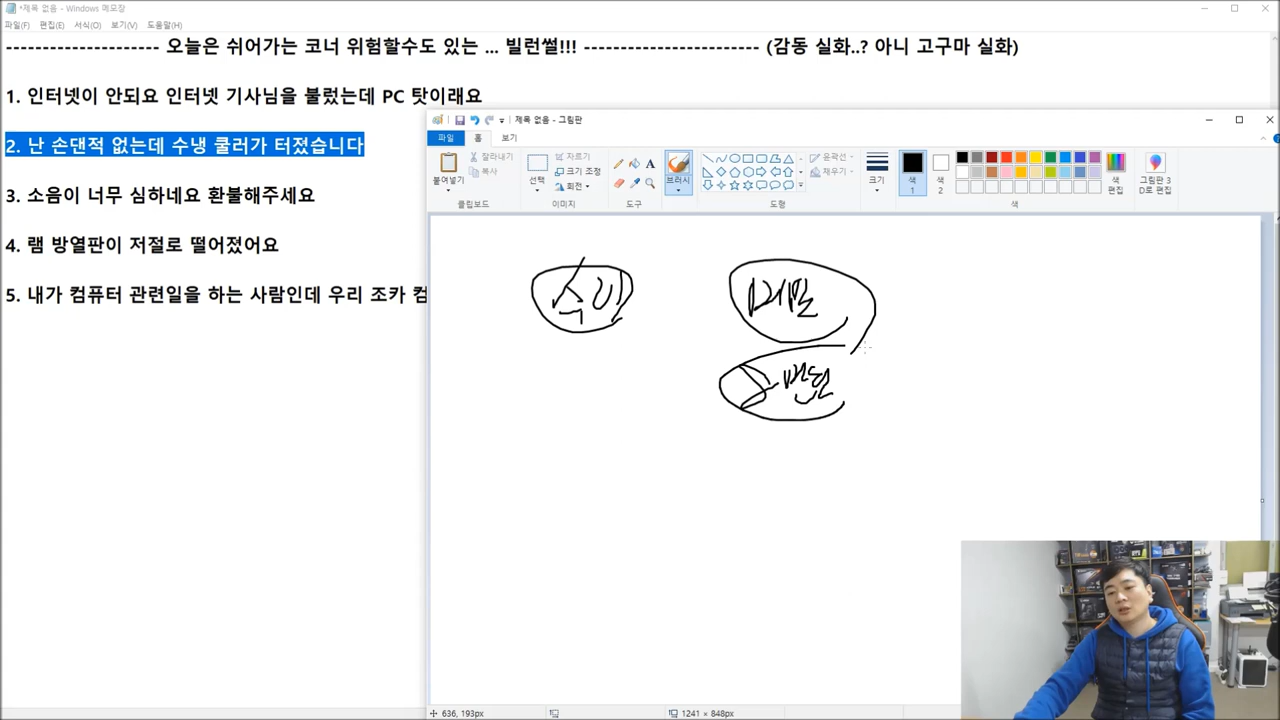 *제목 없음 - Windows 메모장
파일(F) 편집(E) 서식(O) 보기(V) 도움말(H)
--------------------- 오늘은 쉬어가는 코너 위험할수도 있는 ... 빌런썰!!! ------------------------ (감동 실화..? 아니 고구마 실화)
1. 인터넷이 안되요 인터넷 기사님을 불렀는데 PC 탓이래요
2. 난 손댄적 없는데 수냉 쿨러가 터졌습니다
3. 소음이 너무 심하네요 환불해주세요
4. 램 방열판이 저절로 떨어졌어요
5. 내가 컴퓨터 관련일을 하는 사람인데 우리 조카 컴
제목 없음 - 그림판
파일 홈 보기
붙여넣기 잘라내기 복사 선택 자르기 크기 조정 회전 브러시 윤곽선 채우기 크기 색 1 색 2 색 편집 그림판 3D로 편집
클립보드 이미지 도구 도형 색
636, 193px 1241 × 848px